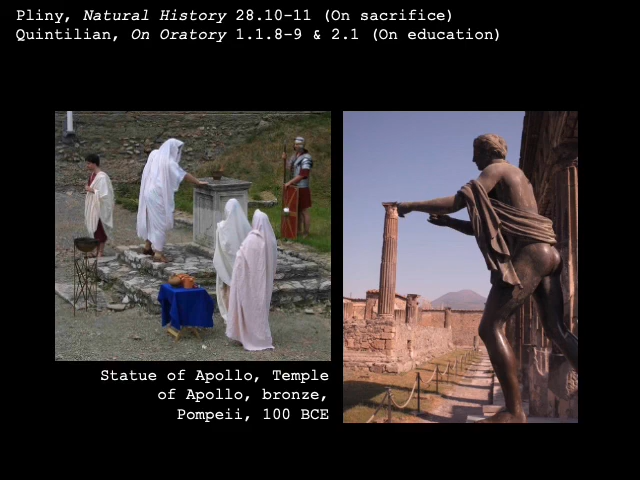 Pliny, Natural History 28.10-11 (On sacrifice)
Quintilian, On Oratory 1.1.8-9 & 2.1 (On education)
Statue of Apollo, Temple
of Apollo, bronze,
Pompeii, 100 BCE